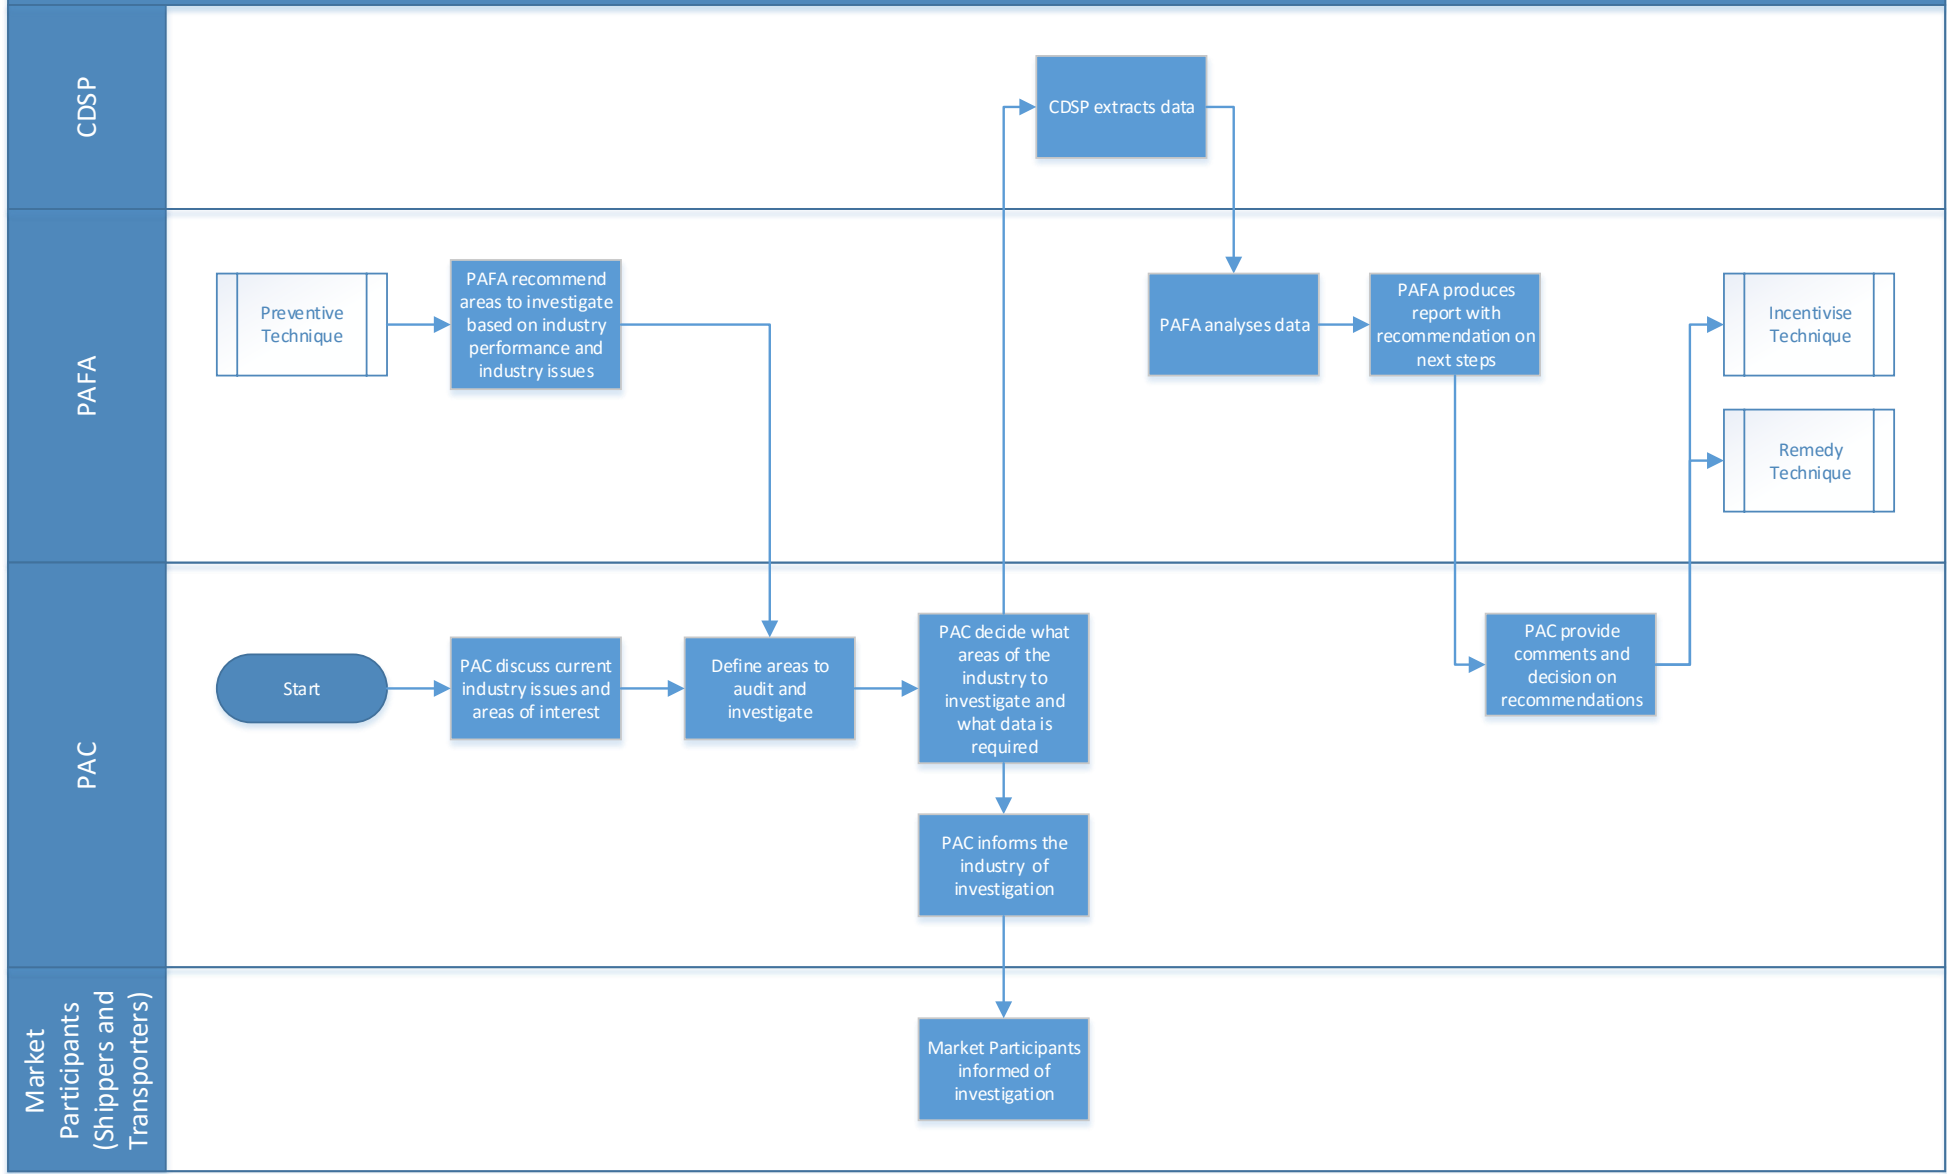 CDSP
CDSP extracts data
PAFA
Preventive
Technique
PAFA recommend
areas to investigate
based on industry
performance and
industry issues
PAFA analyses data
PAFA produces
report with
recommendation on
next steps
Incentivise
Technique
Remedy
Technique
PAC
Start
PAC discuss current
industry issues and
areas of interest
Define areas to
audit and
investigate
PAC decide what
areas of the
industry to
investigate and
what data is
required
PAC provide
comments and
decision on
recommendations
PAC informs the
industry of
investigation
Market
Participants
(Shippers and
Transporters)
Market Participants
informed of
investigation